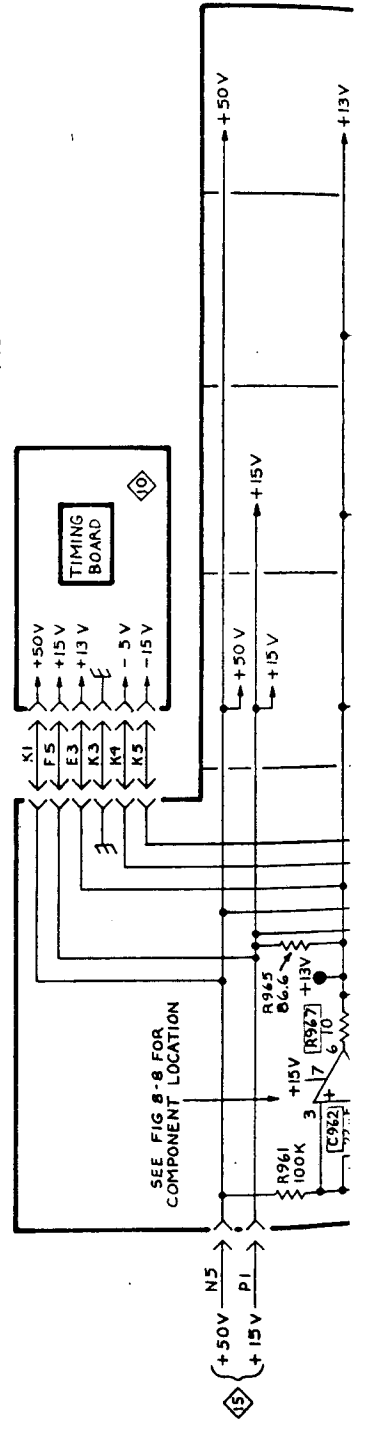 K1
F5
E3
K3
K4
K5
+50V
+15V
+13V
-5V
-15V
TIMING
BOARD
10
SEE FIG 8-8 FOR
COMPONENT LOCATION
15
+50V
+15V
N5
P1
+50V
+15V
+15V
+50V
+13V
R961
100K
+15V
3
7
6
+
C962
R967
10
R965
86.6
+13V